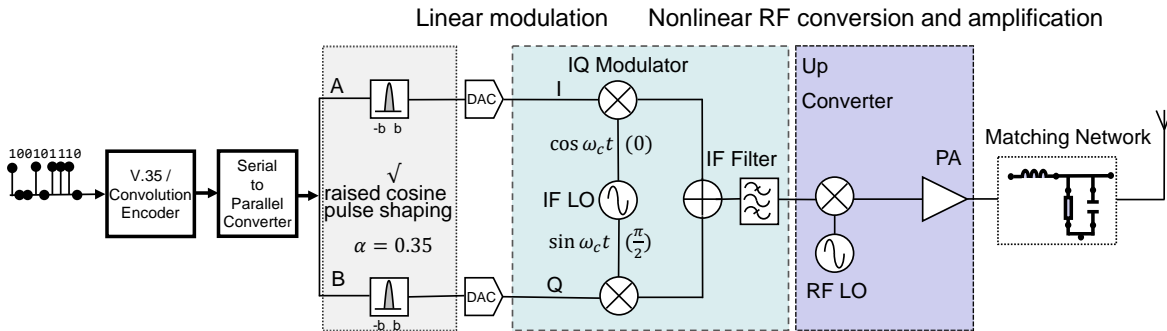 Linear modulation
Nonlinear RF conversion and amplification
100101110
V.35 /
Convolution
Encoder
Serial
to
Parallel
Converter
A
-b b
√
raised cosine
pulse shaping
α = 0.35
B
-b b
DAC
DAC
IQ Modulator
I
cos ω_c t (0)
IF LO
sin ω_c t (π/2)
Q
IF Filter
Up
Converter
PA
RF LO
Matching Network